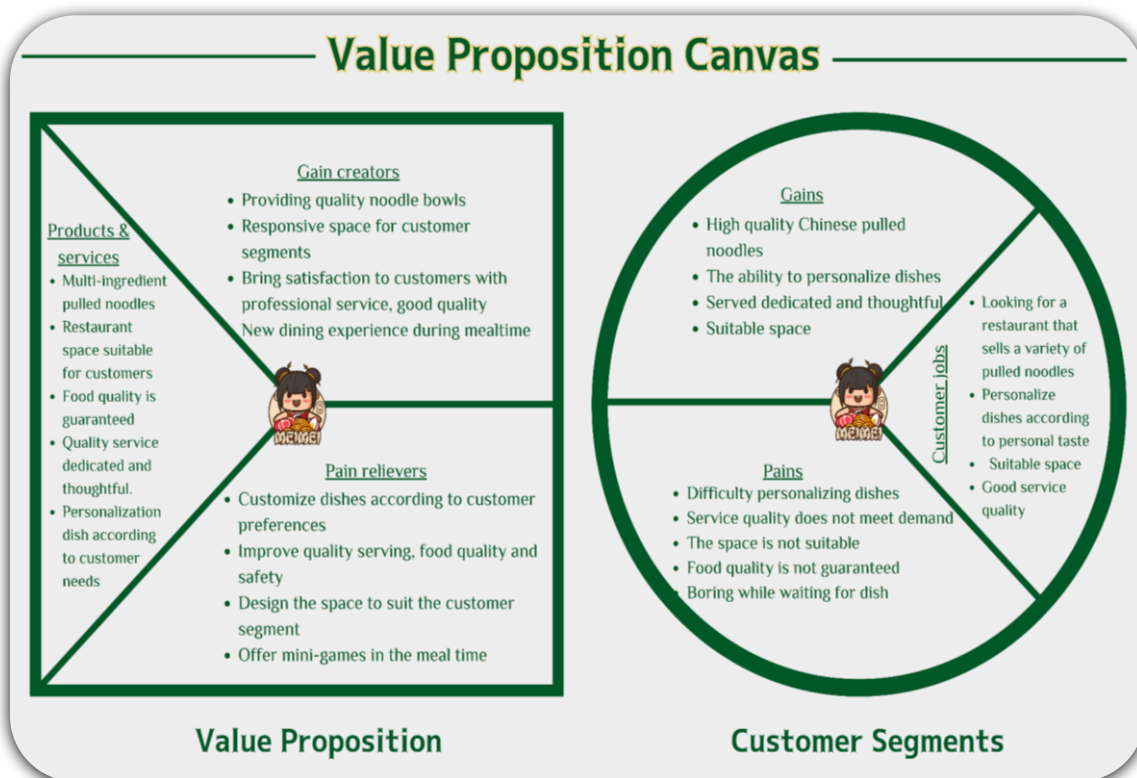 Value Proposition Canvas
Products &
services
• Multi-ingredient
pulled noodles
• Restaurant
space suitable
for customers
• Food quality is
guaranteed
• Quality service
dedicated and
thoughtful.
• Personalization
dish according
to customer
needs
Gain creators
• Providing quality noodle bowls
• Responsive space for customer
segments
• Bring satisfaction to customers with
professional service, good quality
New dining experience during mealtime
MEIMEI
Pain relievers
• Customize dishes according to customer
preferences
• Improve quality serving, food quality and
safety
• Design the space to suit the customer
segment
• Offer mini-games in the meal time
Value Proposition
Gains
• High quality Chinese pulled
noodles
• The ability to personalize dishes
• Served dedicated and thoughtful
• Suitable space
MEIMEI
Customer jobs
• Looking for a
restaurant that
sells a variety of
pulled noodles
• Personalize
dishes according
to personal taste
• Suitable space
• Good service
quality
Pains
• Difficulty personalizing dishes
• Service quality does not meet demand
• The space is not suitable
• Food quality is not guaranteed
• Boring while waiting for dish
Customer Segments